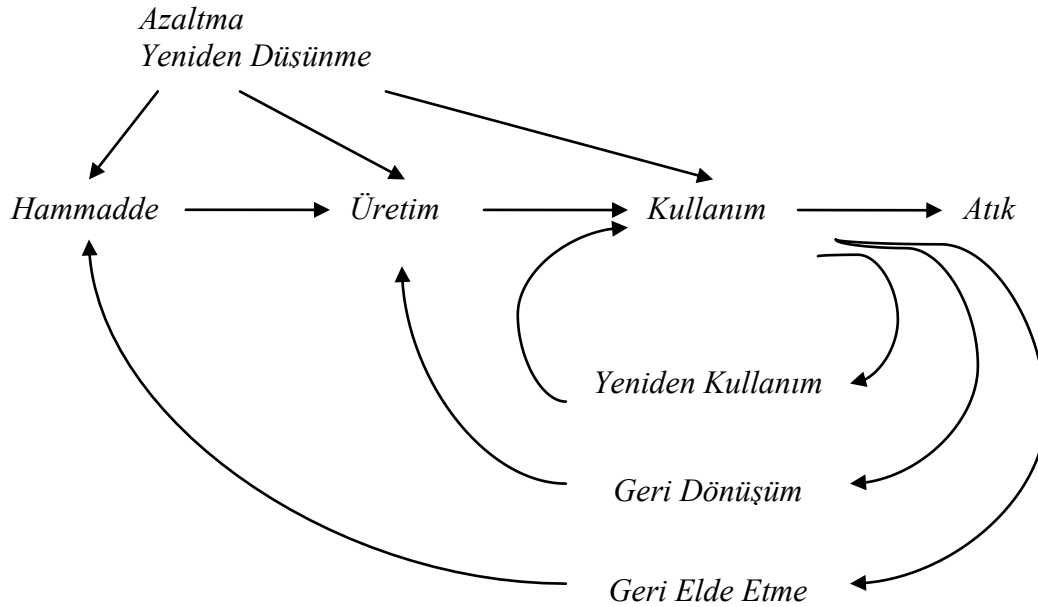 Azaltma
Yeniden Düşünme
Hammadde Üretim Kullanım Atık
Yeniden Kullanım
Geri Dönüşüm
Geri Elde Etme